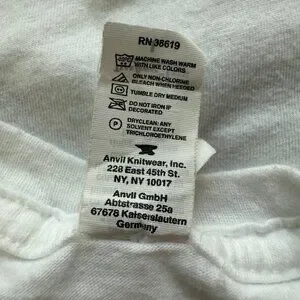 RN 38619
MACHINE WASH WARM
WITH LIKE COLORS
ONLY NON-CHLORINE
BLEACH WHEN NEEDED
TUMBLE DRY MEDIUM
DO NOT IRON IF
DECORATED
P
DRYCLEAN: ANY
SOLVENT EXCEPT
TRICHLOROETHYLENE
Anvil Knitwear, Inc.
228 East 45th St.
NY, NY 10017
Anvil GmbH
Abtstrasse 25a
67678 Kaiserslautern
Germany